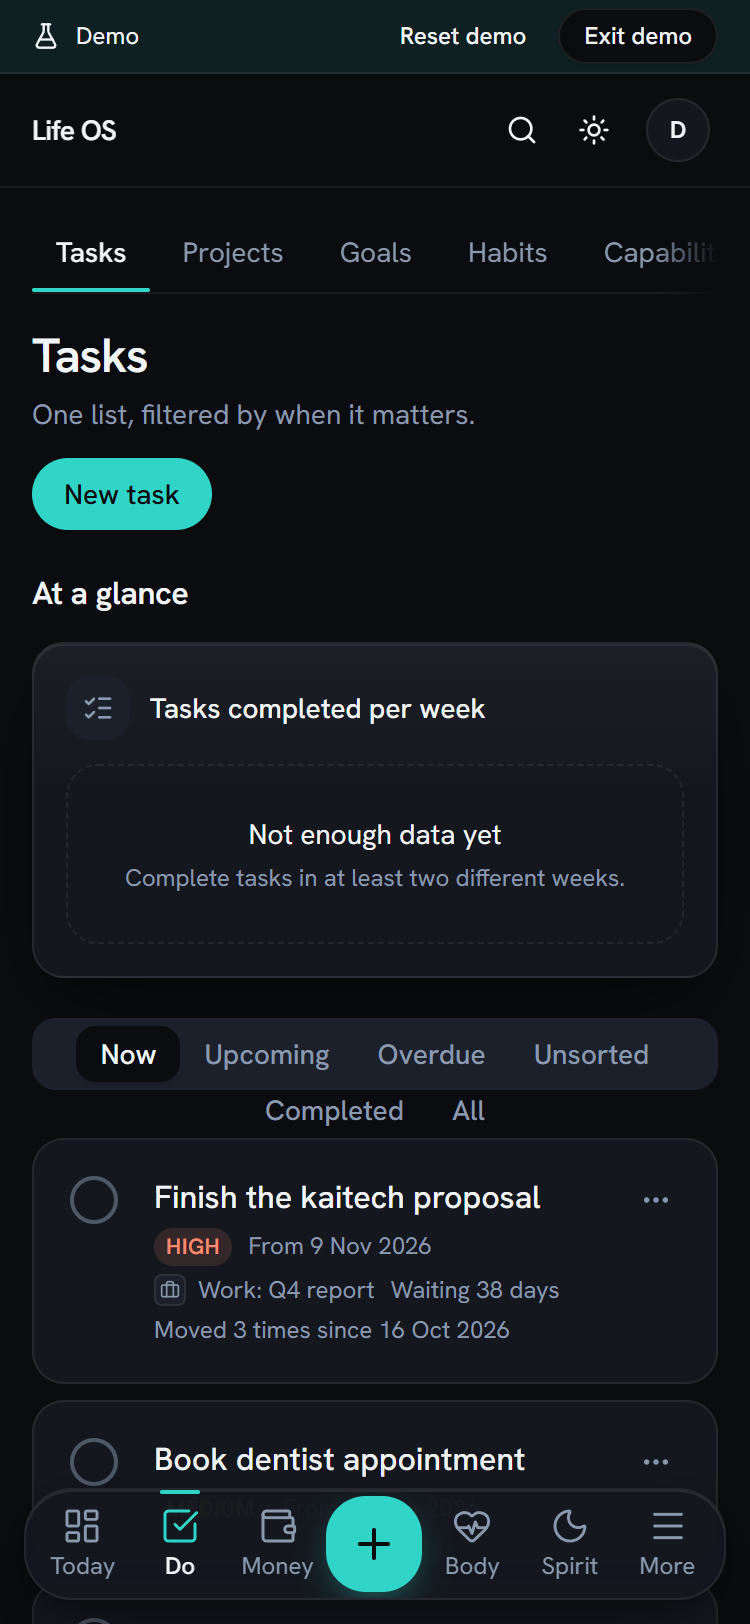 Demo
Reset demo
Exit demo
Life OS
D
Tasks
Projects
Goals
Habits
Capabilit
Tasks
One list, filtered by when it matters.
New task
At a glance
Tasks completed per week
Not enough data yet
Complete tasks in at least two different weeks.
Now
Upcoming
Overdue
Unsorted
Completed
All
Finish the kaitech proposal
HIGH From 9 Nov 2026
Work: Q4 report Waiting 38 days
Moved 3 times since 16 Oct 2026
Book dentist appointment
Today
Do
Money
Body
Spirit
More